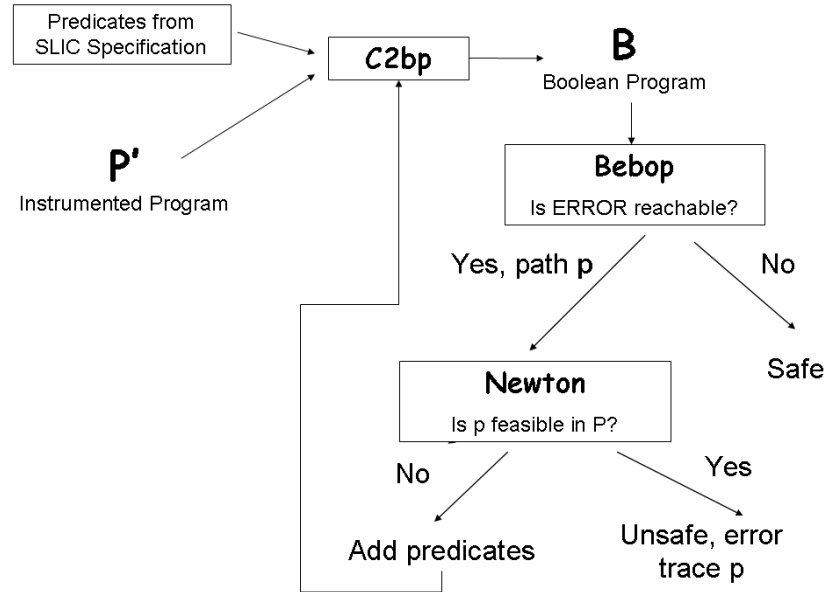 Predicates from
SLIC Specification
C2bp
B
Boolean Program
P'
Instrumented Program
Bebop
Is ERROR reachable?
Yes, path p
No
Safe
Newton
Is p feasible in P?
No
Yes
Add predicates
Unsafe, error
trace p